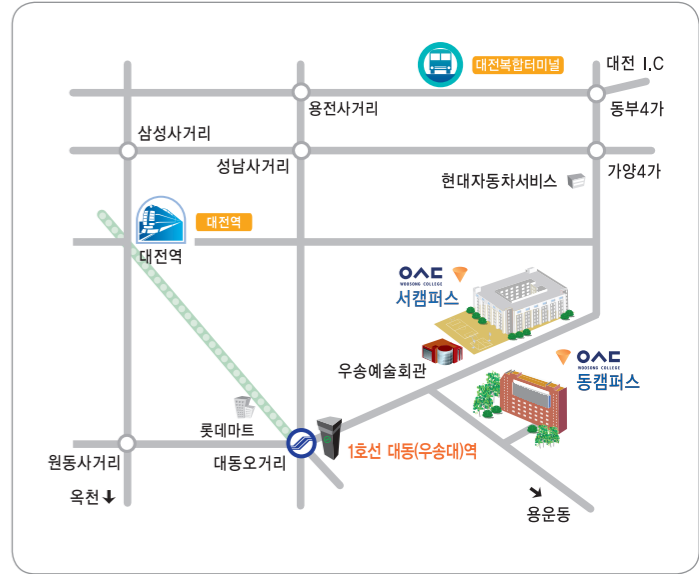 대전 I.C
대전복합터미널
용전사거리
동부4가
삼성사거리
성남사거리
가양4가
현대자동차서비스
대전역
대전역
WOOSONG COLLEGE
서캠퍼스
우송예술회관
WOOSONG COLLEGE
동캠퍼스
롯데마트
원동사거리
대동오거리
1호선 대동(우송대)역
옥천
용운동